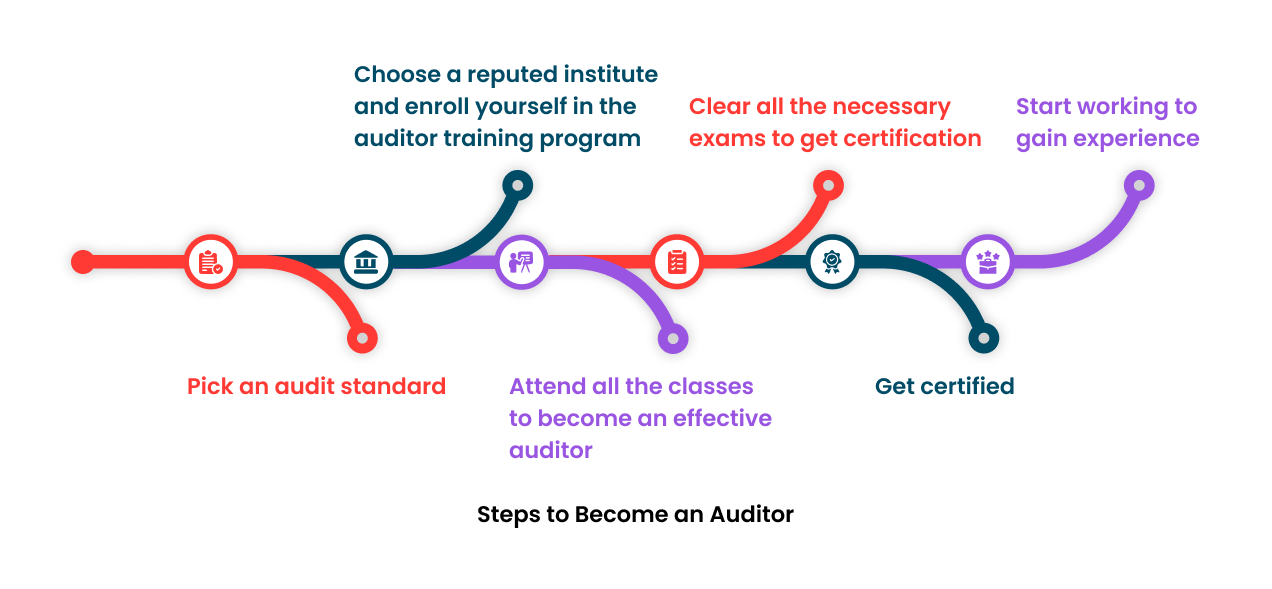 Choose a reputed institute
and enroll yourself in the
auditor training program
Clear all the necessary
exams to get certification
Start working to
gain experience
Pick an audit standard
Attend all the classes
to become an effective
auditor
Get certified
Steps to Become an Auditor